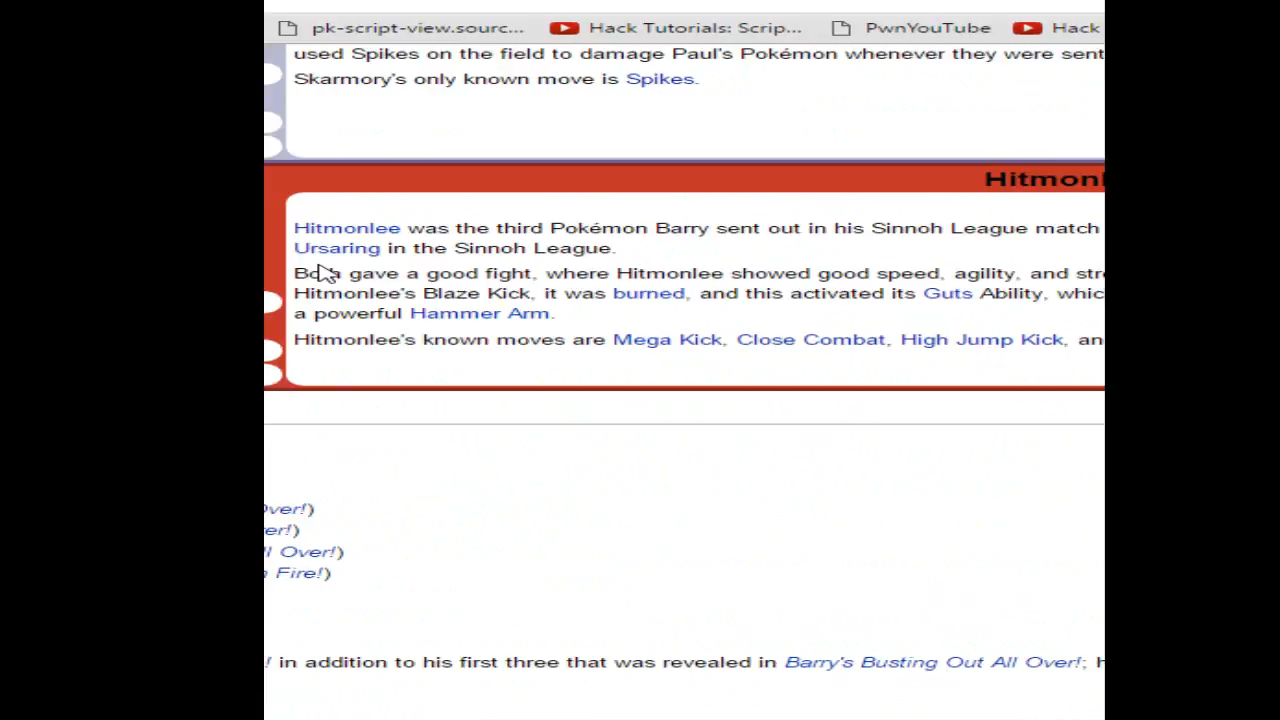 pk-script-view.sourc... Hack Tutorials: Scrip... PwnYouTube Hack
used Spikes on the field to damage Paul's Pokémon whenever they were sent
Skarmory's only known move is Spikes.
Hitmonl
Hitmonlee was the third Pokémon Barry sent out in his Sinnoh League match
Ursaring in the Sinnoh League.
gave a good fight, where Hitmonlee showed good speed, agility, and str
Hitmonlee's Blaze Kick, it was burned, and this activated its Guts Ability, whic
a powerful Hammer Arm.
Hitmonlee's known moves are Mega Kick, Close Combat, High Jump Kick, an
Over!)
er!)
ll Over!)
n Fire!)
! in addition to his first three that was revealed in Barry's Busting Out All Over!; h